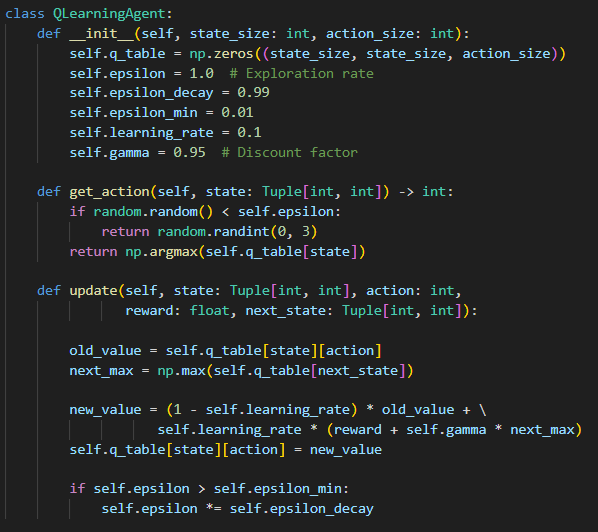 class QLearningAgent:
    def __init__(self, state_size: int, action_size: int):
        self.q_table = np.zeros((state_size, state_size, action_size))
        self.epsilon = 1.0  # Exploration rate
        self.epsilon_decay = 0.99
        self.epsilon_min = 0.01
        self.learning_rate = 0.1
        self.gamma = 0.95  # Discount factor

    def get_action(self, state: Tuple[int, int]) -> int:
        if random.random() < self.epsilon:
            return random.randint(0, 3)
        return np.argmax(self.q_table[state])

    def update(self, state: Tuple[int, int], action: int,
               reward: float, next_state: Tuple[int, int]):

        old_value = self.q_table[state][action]
        next_max = np.max(self.q_table[next_state])

        new_value = (1 - self.learning_rate) * old_value + \
                   self.learning_rate * (reward + self.gamma * next_max)
        self.q_table[state][action] = new_value

        if self.epsilon > self.epsilon_min:
            self.epsilon *= self.epsilon_decay